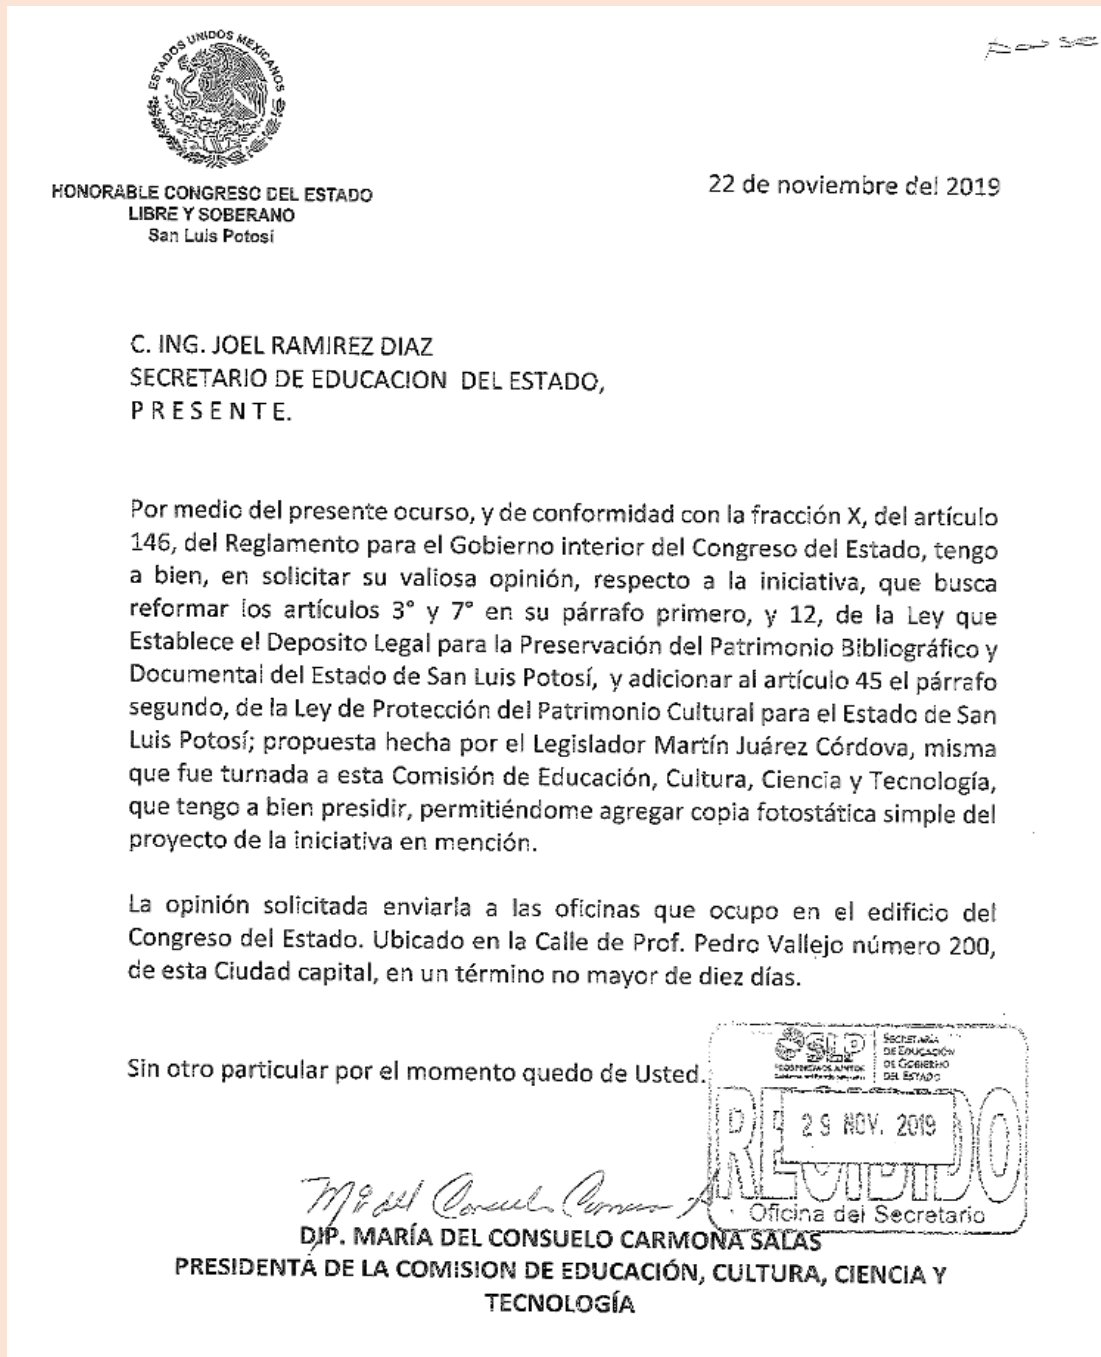 ESTADOS UNIDOS MEXICANOS
HONORABLE CONGRESO DEL ESTADO
LIBRE Y SOBERANO
San Luis Potosí
22 de noviembre del 2019
C. ING. JOEL RAMIREZ DIAZ
SECRETARIO DE EDUCACION DEL ESTADO,
P R E S E N T E.
Por medio del presente ocurso, y de conformidad con la fracción X, del artículo
146, del Reglamento para el Gobierno interior del Congreso del Estado, tengo
a bien, en solicitar su valiosa opinión, respecto a la iniciativa, que busca
reformar los artículos 3° y 7° en su párrafo primero, y 12, de la Ley que
Establece el Deposito Legal para la Preservación del Patrimonio Bibliográfico y
Documental del Estado de San Luis Potosí, y adicionar al artículo 45 el párrafo
segundo, de la Ley de Protección del Patrimonio Cultural para el Estado de San
Luis Potosí; propuesta hecha por el Legislador Martín Juárez Córdova, misma
que fue turnada a esta Comisión de Educación, Cultura, Ciencia y Tecnología,
que tengo a bien presidir, permitiéndome agregar copia fotostática simple del
proyecto de la iniciativa en mención.
La opinión solicitada enviarla a las oficinas que ocupo en el edificio del
Congreso del Estado. Ubicado en la Calle de Prof. Pedro Vallejo número 200,
de esta Ciudad capital, en un término no mayor de diez días.
Sin otro particular por el momento quedo de Usted.
SLP
PROSPEREMOS JUNTOS
SECRETARÍA
DE EDUCACIÓN
DE GOBIERNO
DEL ESTADO
RECIBIDO
29 NOV. 2019
Oficina del Secretario
Mª del Consuelo Carmona S
DIP. MARÍA DEL CONSUELO CARMONA SALAS
PRESIDENTA DE LA COMISION DE EDUCACIÓN, CULTURA, CIENCIA Y
TECNOLOGÍA